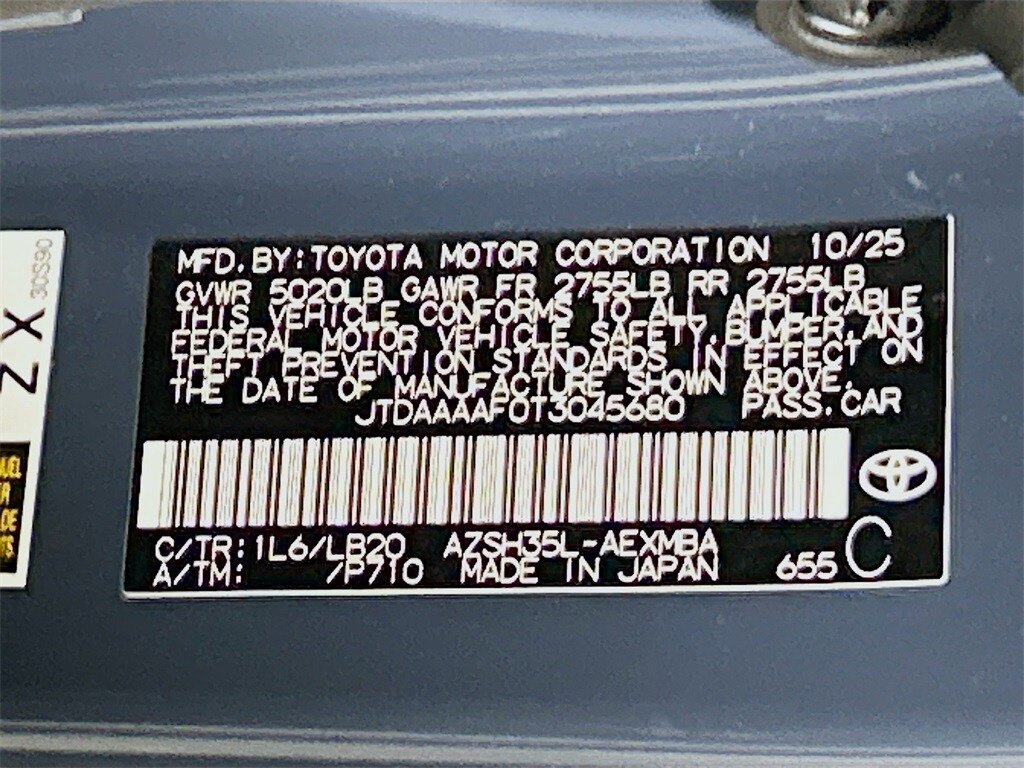 MFD. BY: TOYOTA MOTOR CORPORATION 10/25
GVWR 5020LB GAWR FR 2755LB RR 2755LB
THIS VEHICLE CONFORMS TO ALL APPLICABLE
FEDERAL MOTOR VEHICLE SAFETY, BUMPER, AND
THEFT PREVENTION STANDARDS IN EFFECT ON
THE DATE OF MANUFACTURE SHOWN ABOVE.
JTDAAAAF0T3045680 PASS. CAR
C/TR: 1L6/LB20 AZSH35L-AEXMBA
A/TM: /P710 MADE IN JAPAN 655 C
ZX
30S90